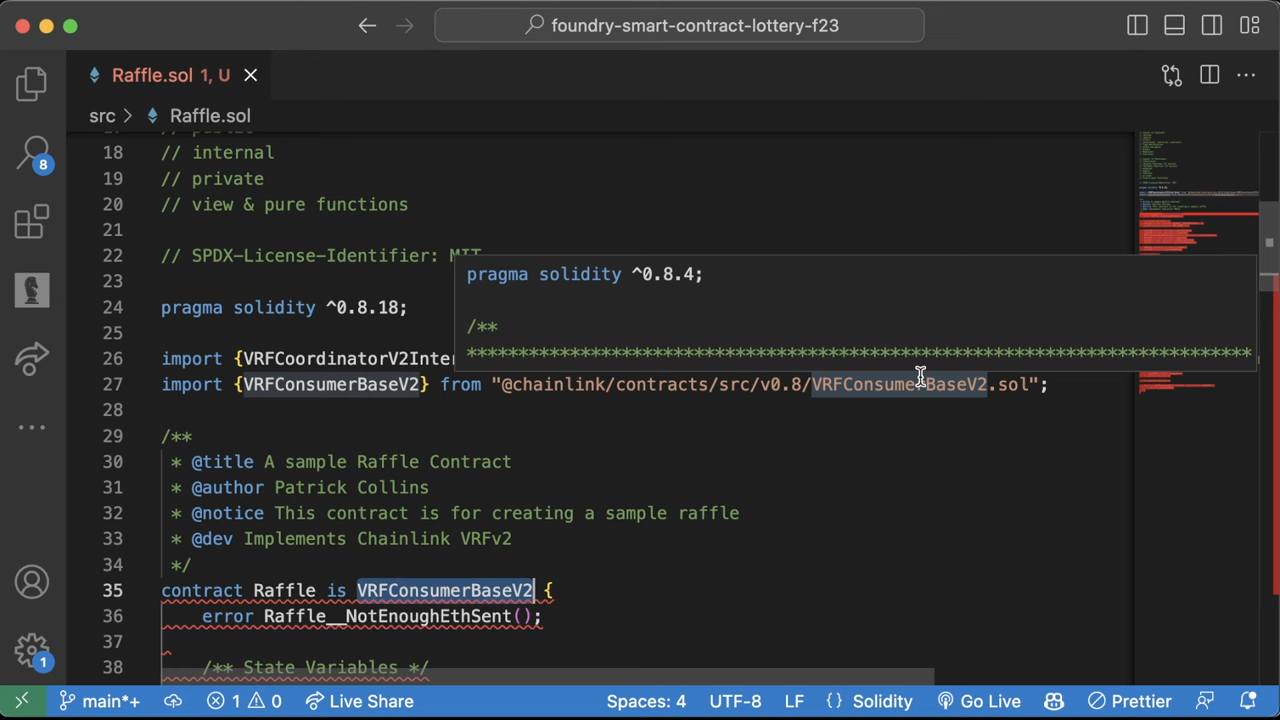 foundry-smart-contract-lottery-f23
Raffle.sol 1, U
src > Raffle.sol
18 // internal
19 // private
20 // view & pure functions
21
22 // SPDX-License-Identifier: MIT
23
24 pragma solidity ^0.8.18;
25
26 import {VRFCoordinatorV2Inter
27 import {VRFConsumerBaseV2} from "@chainlink/contracts/src/v0.8/VRFConsumerBaseV2.sol";
28
29 /**
30 * @title A sample Raffle Contract
31 * @author Patrick Collins
32 * @notice This contract is for creating a sample raffle
33 * @dev Implements Chainlink VRFv2
34 */
35 contract Raffle is VRFConsumerBaseV2 {
36 error Raffle__NotEnoughEthSent();
37
38 /** State Variables */
pragma solidity ^0.8.4;
/**
****************************************************************************
8
1
main*+
1 0
Live Share
Spaces: 4
UTF-8
LF
{} Solidity
Go Live
Prettier